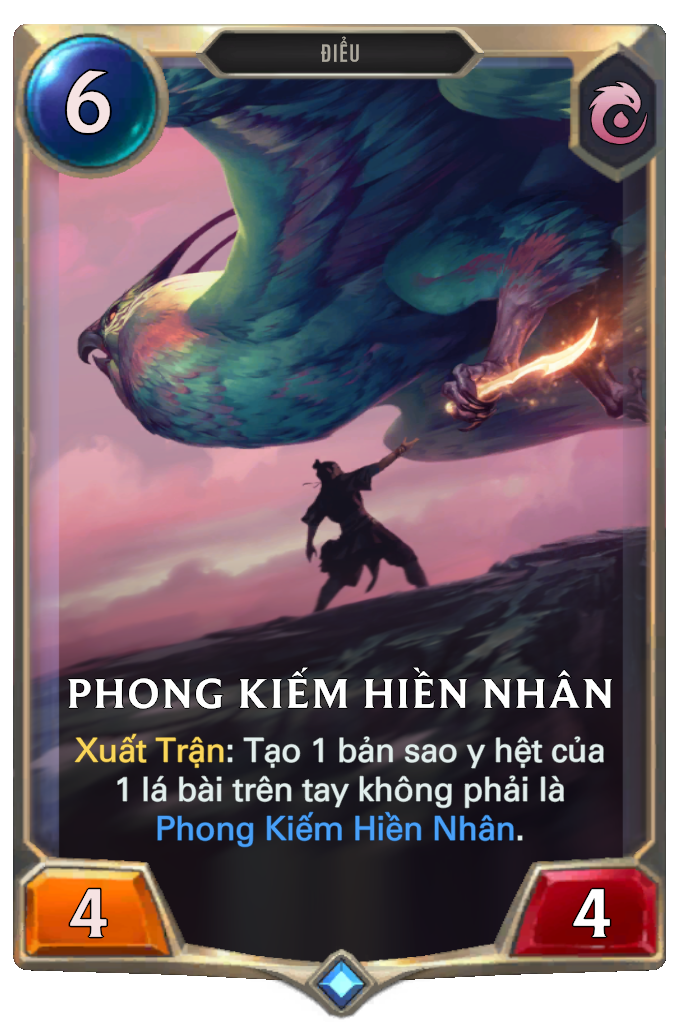 ĐIỂU
6
PHONG KIẾM HIỀN NHÂN
Xuất Trận: Tạo 1 bản sao y hệt của
1 lá bài trên tay không phải là
Phong Kiếm Hiền Nhân.
4
4